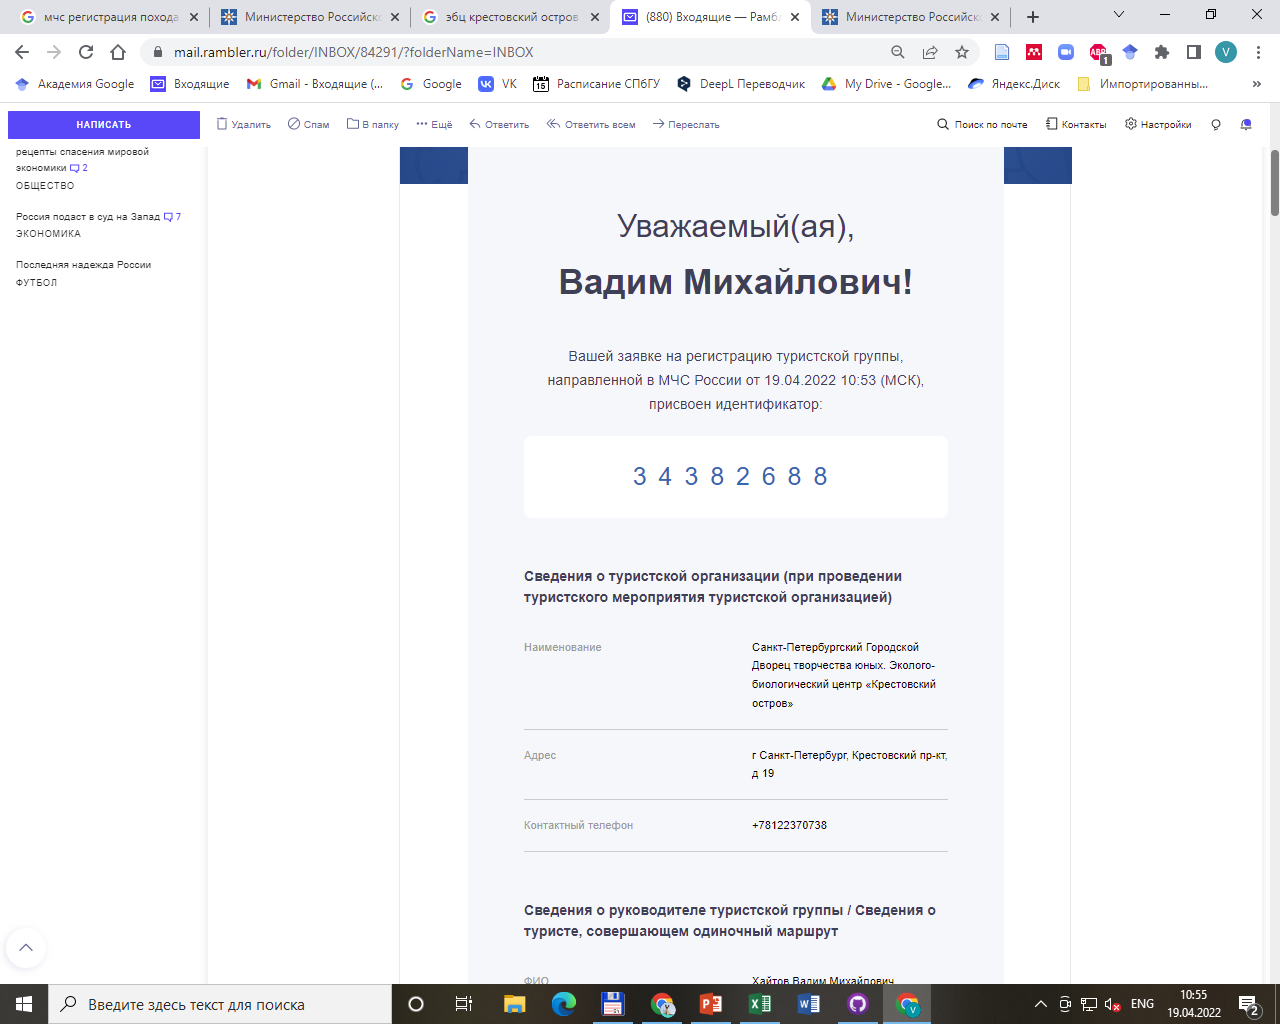 мчс регистрация похода
Министерство Российск
эбц крестовский остров
(880) Входящие — Рамбл
Министерство Российск
mail.rambler.ru/folder/INBOX/84291/?folderName=INBOX
V
ABP
1
Академия Google
Входящие
Gmail - Входящие (...
Google
VK
15
Расписание СПбГУ
DeepL Переводчик
My Drive - Google...
Яндекс.Диск
Импортированны...
»
НАПИСАТЬ
Удалить
Спам
В папку
Ещё
Ответить
Ответить всем
Переслать
Поиск по почте
Контакты
Настройки
рецепты спасения мировой
экономики 2
ОБЩЕСТВО
Россия подаст в суд на Запад 7
ЭКОНОМИКА
Последняя надежда России
ФУТБОЛ
Уважаемый(ая),
Вадим Михайлович!
Вашей заявке на регистрацию туристской группы,
направленной в МЧС России от 19.04.2022 10:53 (МСК),
присвоен идентификатор:
3 4 3 8 2 6 8 8
Сведения о туристской организации (при проведении
туристского мероприятия туристской организацией)
Наименование
Санкт-Петербургский Городской
Дворец творчества юных. Эколого-
биологический центр «Крестовский
остров»
Адрес
г Санкт-Петербург, Крестовский пр-кт,
д 19
Контактный телефон
+78122370738
Сведения о руководителе туристской группы / Сведения о
туристе, совершающем одиночный маршрут
ФИО
Хайтов Вадим Михайлович
Введите здесь текст для поиска
ENG
10:55
19.04.2022
2